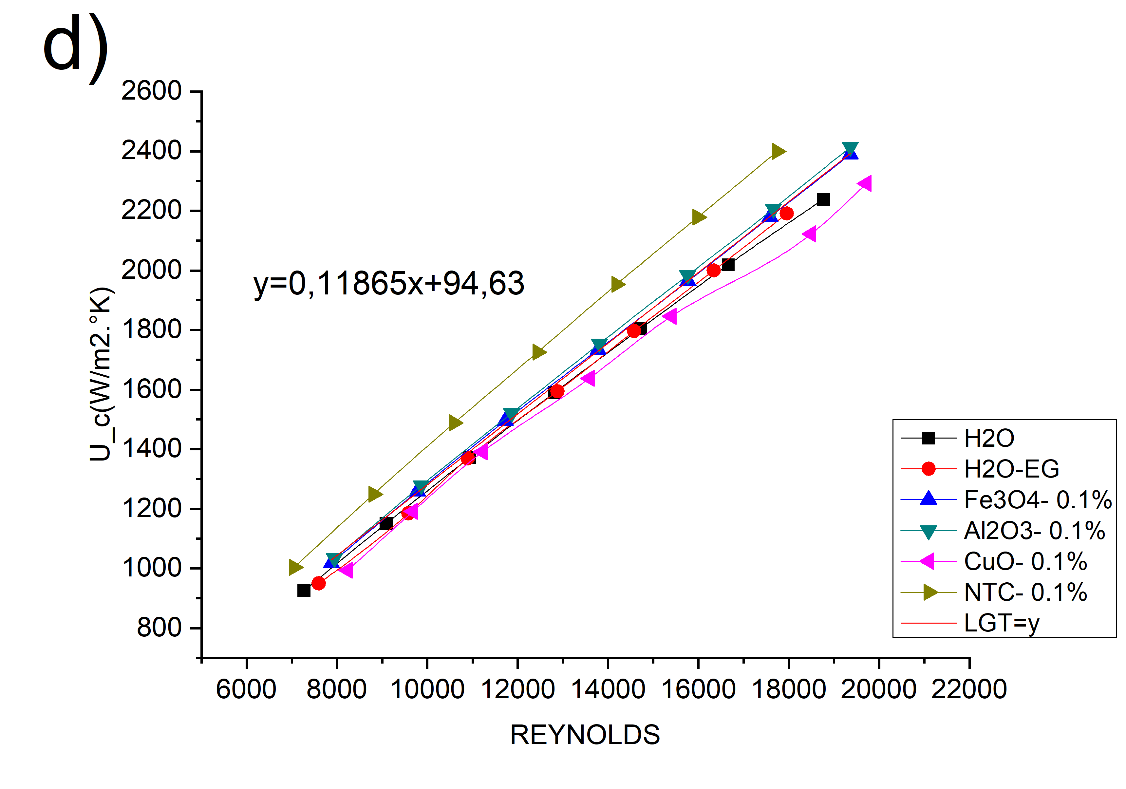 d)
2600
2400
2200
2000
1800
1600
1400
1200
1000
800
U_c(W/m2.°K)
y=0,11865x+94,63
H2O
H2O-EG
Fe3O4- 0.1%
Al2O3- 0.1%
CuO- 0.1%
NTC- 0.1%
LGT=y
6000 8000 10000 12000 14000 16000 18000 20000 22000
REYNOLDS